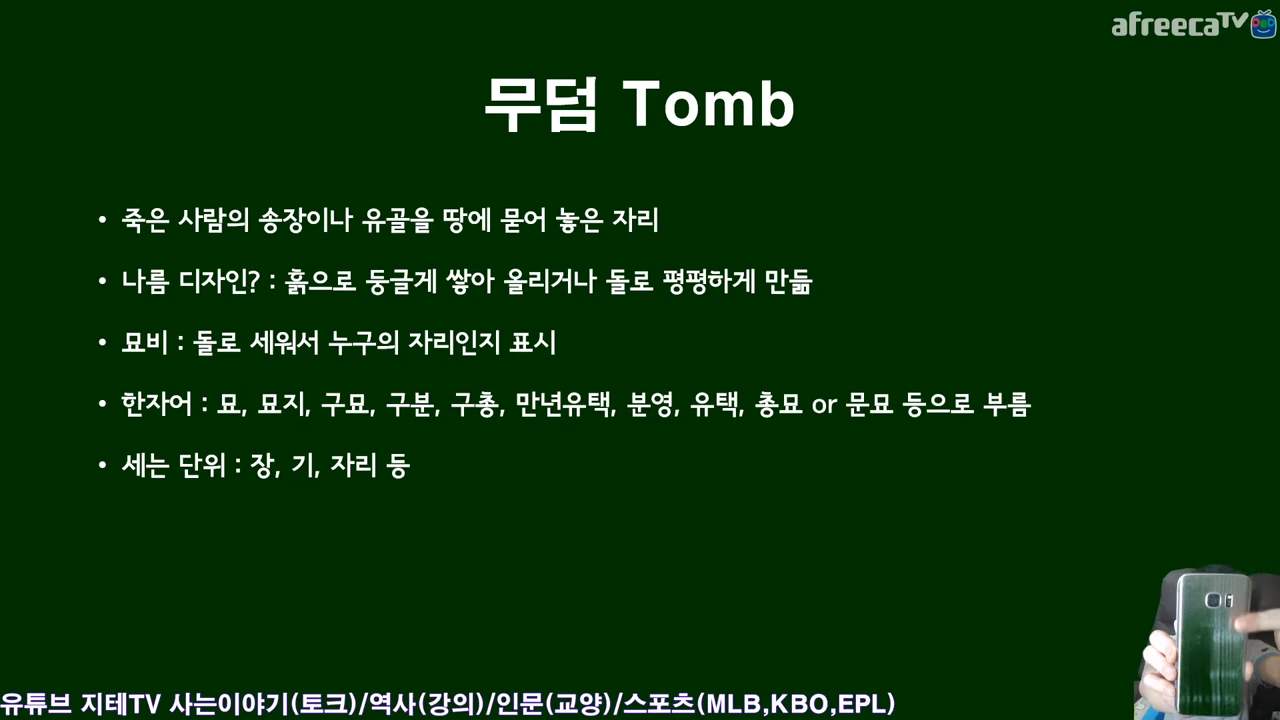 afreecaTV
무덤 Tomb
• 죽은 사람의 송장이나 유골을 땅에 묻어 놓은 자리
• 나름 디자인? : 흙으로 둥글게 쌓아 올리거나 돌로 평평하게 만듦
• 묘비 : 돌로 세워서 누구의 자리인지 표시
• 한자어 : 묘, 묘지, 구묘, 구분, 구총, 만년유택, 분영, 유택, 총묘 or 문묘 등으로 부름
• 세는 단위 : 장, 기, 자리 등
유튜브 지테TV 사는이야기(토크)/역사(강의)/인문(교양)/스포츠(MLB,KBO,EPL)